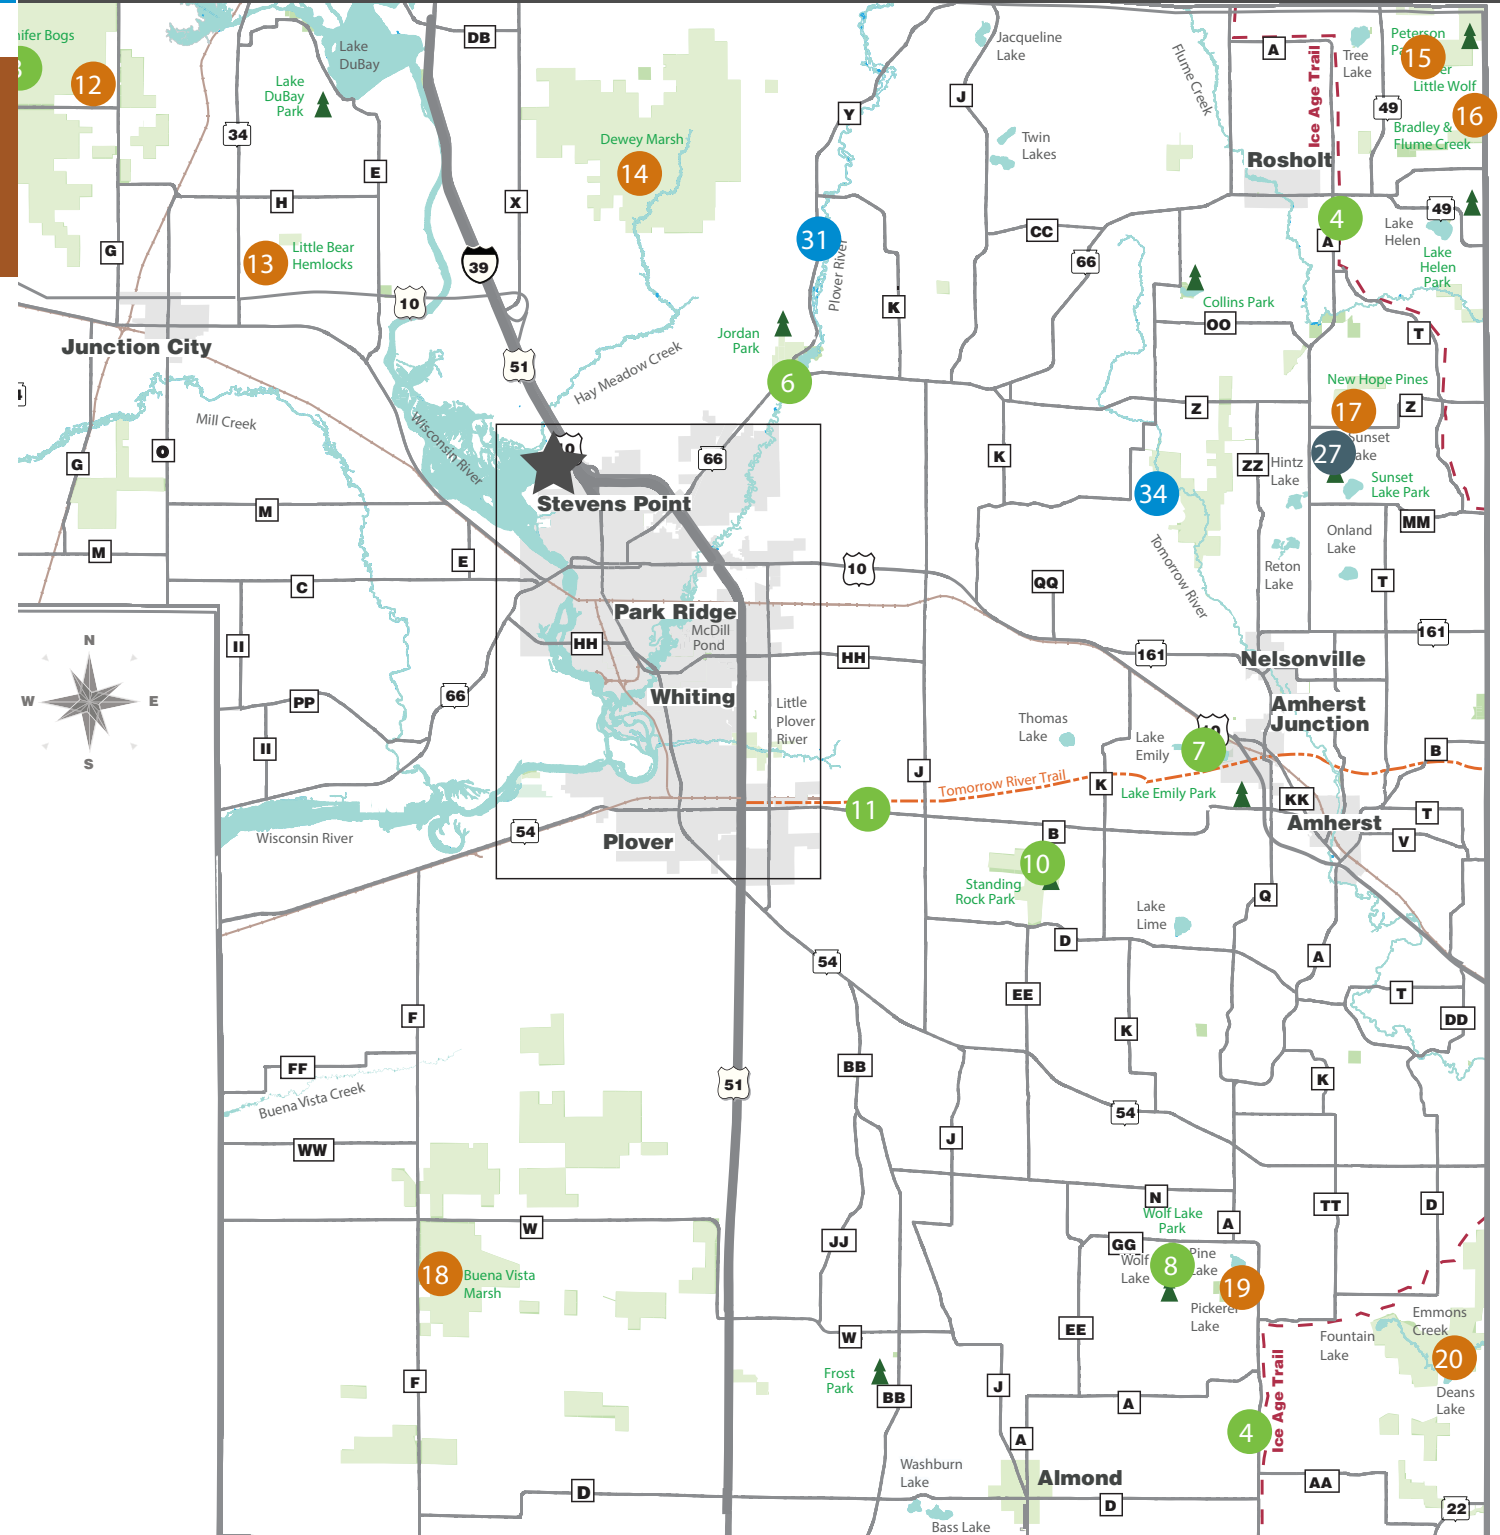 nifer Bogs
12
DB
Lake
DuBay
Lake
DuBay
Park
34
E
H
G
X
Little Bear
Hemlocks
13
39
10
51
Junction City
Dewey Marsh
14
Y
J
Jacqueline
Lake
Twin
Lakes
Flume Creek
A
Ice Age Trail
Tree
Lake
Peterson
15
Little Wolf
49
16
Bradley &
Flume Creek
Rosholt
4
A
49
Lake
Helen
Lake
Helen
Park
31
Plover River
K
CC
66
Collins Park
OO
T
Jordan
Park
6
Hay Meadow Creek
Mill Creek
Wisconsin River
G
O
M
M
E
C
66
Stevens Point
Z
K
34
ZZ
Hintz
Lake
New Hope Pines
17
Z
27
Sunset
Lake Park
MM
Onland
Lake
Reton
Lake
T
Tomorrow River
10
QQ
161
161
Nelsonville
Park Ridge
McDill
Pond
HH
HH
Whiting
Little
Plover
River
N
W
E
S
II
II
PP
66
Wisconsin River
54
Plover
Amherst
Junction
Thomas
Lake
Lake
Emily
7
B
J
Tomorrow River Trail
K
Lake Emily Park
KK
T
Amherst
V
11
B
10
Standing
Rock Park
Q
Lake
Lime
D
A
54
EE
T
DD
F
FF
Buena Vista Creek
WW
51
BB
K
K
54
J
N
Wolf Lake
Park
A
TT
D
W
JJ
GG
Wolf
Lake
8
Pine
Lake
19
Pickerel
Lake
18
Buena Vista
Marsh
EE
W
Fountain
Lake
Emmons
Creek
20
Deans
Lake
Frost
Park
F
BB
J
A
A
4
Ice Age Trail
Washburn
Lake
Almond
AA
D
D
22
Bass Lake